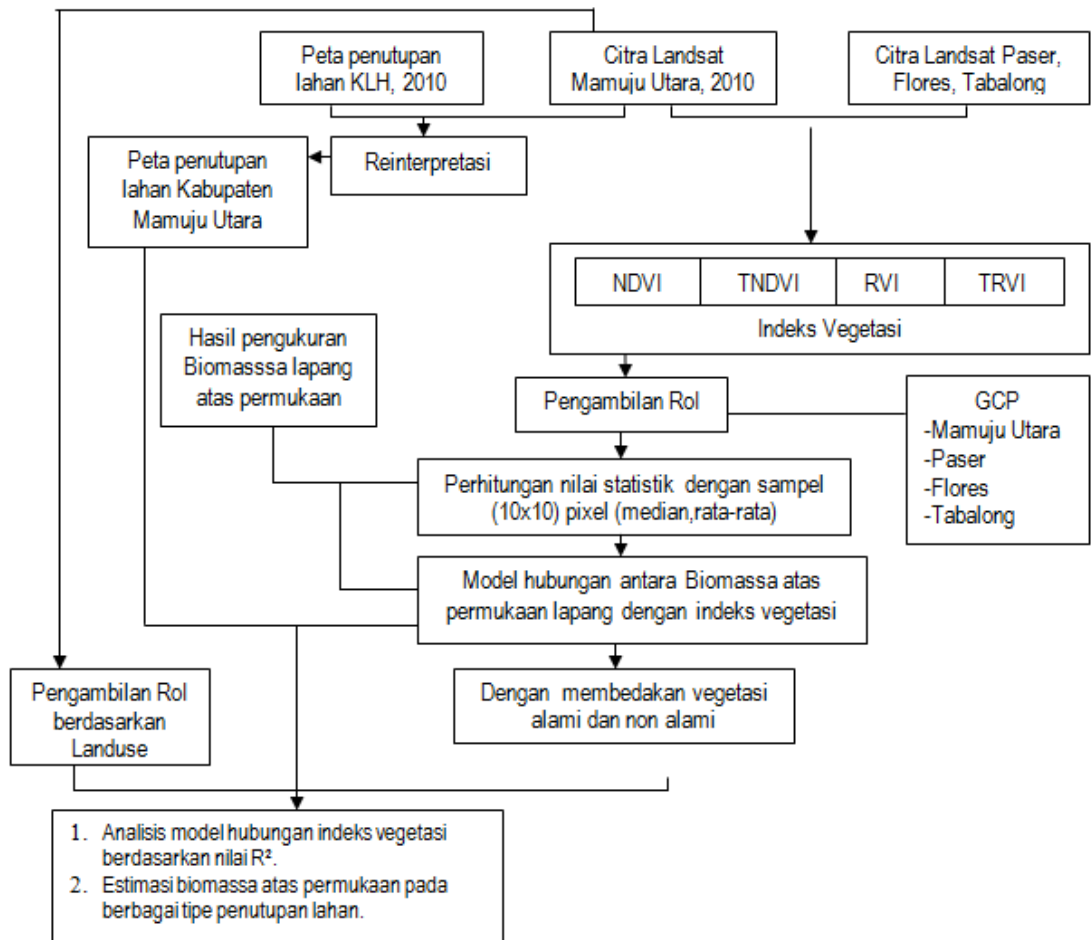 Peta penutupan
lahan KLH, 2010
Citra Landsat
Mamuju Utara, 2010
Citra Landsat Paser,
Flores, Tabalong
Peta penutupan
lahan Kabupaten
Mamuju Utara
Reinterpretasi
NDVI
TNDVI
RVI
TRVI
Indeks Vegetasi
Hasil pengukuran
Biomasssa lapang
atas permukaan
Pengambilan RoI
GCP
-Mamuju Utara
-Paser
-Flores
-Tabalong
Perhitungan nilai statistik dengan sampel
(10x10) pixel (median,rata-rata)
Model hubungan antara Biomassa atas
permukaan lapang dengan indeks vegetasi
Pengambilan RoI
berdasarkan
Landuse
Dengan membedakan vegetasi
alami dan non alami
1. Analisis model hubungan indeks vegetasi
berdasarkan nilai R².
2. Estimasi biomassa atas permukaan pada
berbagai tipe penutupan lahan.